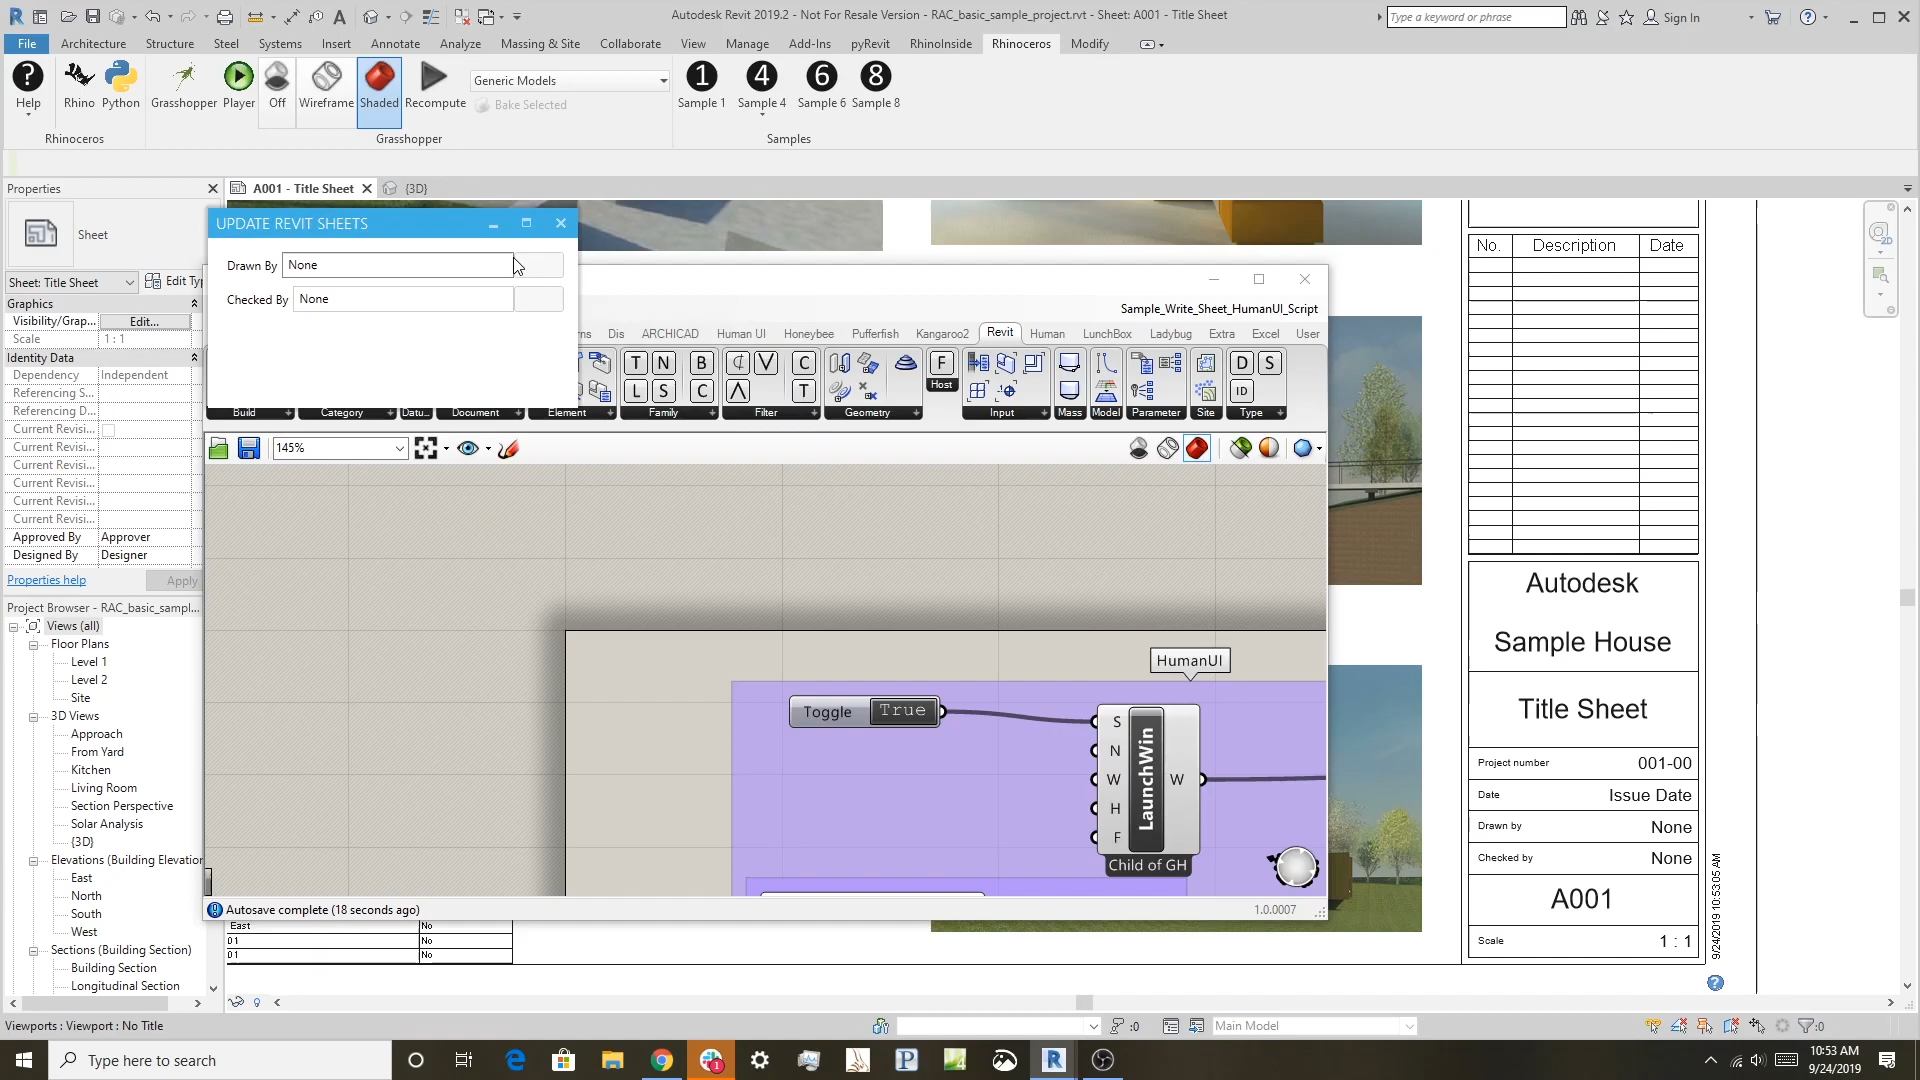 Autodesk Revit 2019.2 - Not For Resale Version - RAC_basic_sample_project.rvt - Sheet: A001 - Title Sheet
Type a keyword or phrase
Sign In
File Architecture Structure Steel Systems Insert Annotate Analyze Massing & Site Collaborate View Manage Add-Ins pyRevit RhinoInside Rhinoceros Modify
Help Rhino Python Grasshopper Player Off Wireframe Shaded Recompute
Generic Models
Bake Selected
1 4 6 8
Sample 1 Sample 4 Sample 6 Sample 8
Rhinoceros Grasshopper Samples
Properties
A001 - Title Sheet
{3D}
Sheet
Sheet: Title Sheet
Edit Typ
Graphics
Visibility/Grap... Edit...
Scale 1 : 1
Identity Data
Dependency Independent
Referencing S...
Referencing D...
Current Revisi...
Current Revisi...
Current Revisi...
Current Revisi...
Current Revisi...
Current Revisi...
Approved By Approver
Designed By Designer
Properties help
Apply
Project Browser - RAC_basic_sampl...
Views (all)
Floor Plans
Level 1
Level 2
Site
3D Views
Approach
From Yard
Kitchen
Living Room
Section Perspective
Solar Analysis
{3D}
Elevations (Building Elevation
East
North
South
West
Sections (Building Section)
Building Section
Longitudinal Section
UPDATE REVIT SHEETS
Drawn By None
Checked By None
Sample_Write_Sheet_HumanUI_Script
ns Dis ARCHICAD Human UI Honeybee Pufferfish Kangaroo2 Revit Human LunchBox Ladybug Extra Excel User
T N B V C F D S
L S C Λ T Host ID
Build Category Datu... Document Element Family Filter Geometry Input Mass Model Parameter Site Type
145%
HumanUI
Toggle True
S
N
W
H
F
LaunchWin
W
Child of GH
Autosave complete (18 seconds ago)
1.0.0007
East No
01 No
01 No
No. Description Date
Autodesk
Sample House
Title Sheet
Project number 001-00
Date Issue Date
Drawn by None
Checked by None
A001
Scale 1 : 1
9/24/2019 10:53:05 AM
Viewports : Viewport : No Title
:0
Main Model
:0
Type here to search
10:53 AM
9/24/2019